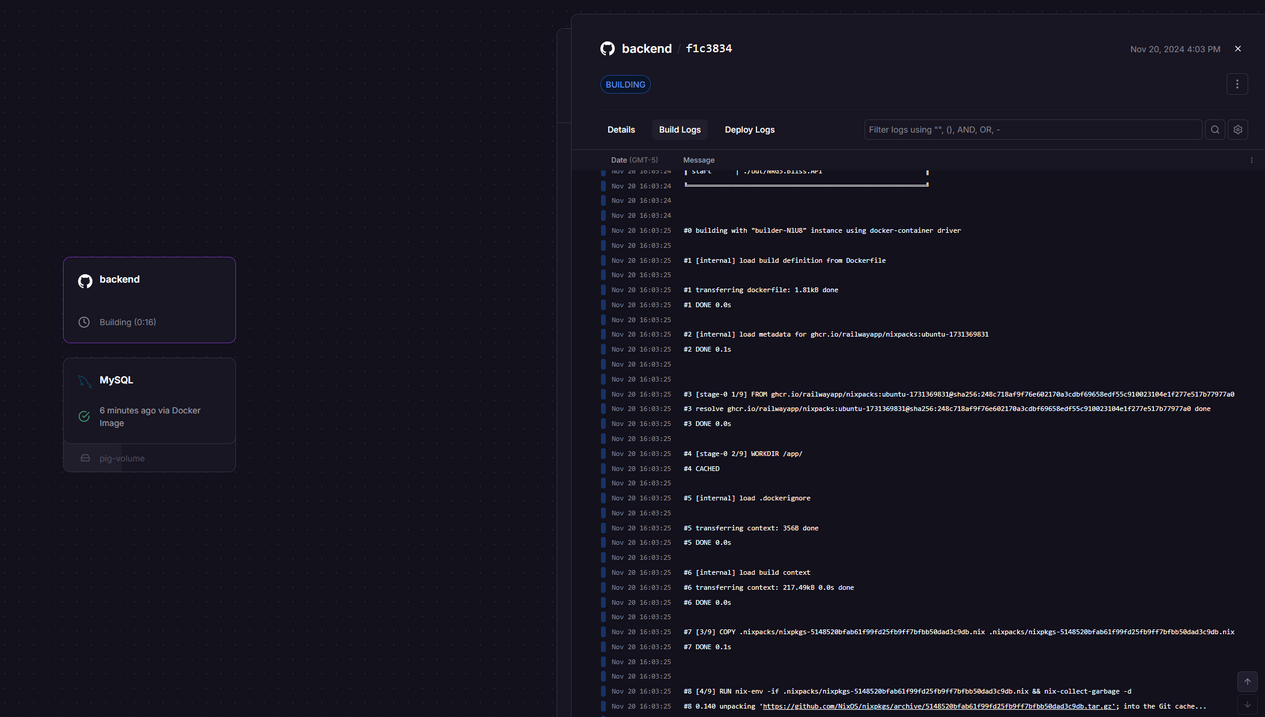 backend / f1c3834
Nov 20, 2024 4:03 PM
BUILDING
Details
Build Logs
Deploy Logs
Filter logs using "", (), AND, OR, -
Date (GMT-5)
Message
Nov 20 16:03:24 ║ start │ ./out/NRG3.Bliss.API ║
Nov 20 16:03:24
Nov 20 16:03:24
Nov 20 16:03:24
Nov 20 16:03:25 #0 building with "builder-N1U8" instance using docker-container driver
Nov 20 16:03:25
Nov 20 16:03:25 #1 [internal] load build definition from Dockerfile
Nov 20 16:03:25
Nov 20 16:03:25 #1 transferring dockerfile: 1.81kB done
Nov 20 16:03:25 #1 DONE 0.0s
Nov 20 16:03:25
Nov 20 16:03:25 #2 [internal] load metadata for ghcr.io/railwayapp/nixpacks:ubuntu-1731369831
Nov 20 16:03:25 #2 DONE 0.1s
Nov 20 16:03:25
Nov 20 16:03:25
Nov 20 16:03:25 #3 [stage-0 1/9] FROM ghcr.io/railwayapp/nixpacks:ubuntu-1731369831@sha256:248c718af9f76e602170a3cdbf69658edf55c910023104e1f277e517b77977a0
Nov 20 16:03:25 #3 resolve ghcr.io/railwayapp/nixpacks:ubuntu-1731369831@sha256:248c718af9f76e602170a3cdbf69658edf55c910023104e1f277e517b77977a0 done
Nov 20 16:03:25 #3 DONE 0.0s
Nov 20 16:03:25
Nov 20 16:03:25 #4 [stage-0 2/9] WORKDIR /app/
Nov 20 16:03:25 #4 CACHED
Nov 20 16:03:25
Nov 20 16:03:25 #5 [internal] load .dockerignore
Nov 20 16:03:25
Nov 20 16:03:25 #5 transferring context: 356B done
Nov 20 16:03:25 #5 DONE 0.0s
Nov 20 16:03:25
Nov 20 16:03:25 #6 [internal] load build context
Nov 20 16:03:25 #6 transferring context: 217.49kB 0.0s done
Nov 20 16:03:25 #6 DONE 0.0s
Nov 20 16:03:25
Nov 20 16:03:25 #7 [3/9] COPY .nixpacks/nixpkgs-5148520bfab61f99fd25fb9ff7bfbb50dad3c9db.nix .nixpacks/nixpkgs-5148520bfab61f99fd25fb9ff7bfbb50dad3c9db.nix
Nov 20 16:03:25 #7 DONE 0.1s
Nov 20 16:03:25
Nov 20 16:03:25
Nov 20 16:03:25 #8 [4/9] RUN nix-env -if .nixpacks/nixpkgs-5148520bfab61f99fd25fb9ff7bfbb50dad3c9db.nix && nix-collect-garbage -d
Nov 20 16:03:25 #8 0.140 unpacking 'https://github.com/NixOS/nixpkgs/archive/5148520bfab61f99fd25fb9ff7bfbb50dad3c9db.tar.gz' into the Git cache...
backend
Building (0:16)
MySQL
6 minutes ago via Docker
Image
pig-volume